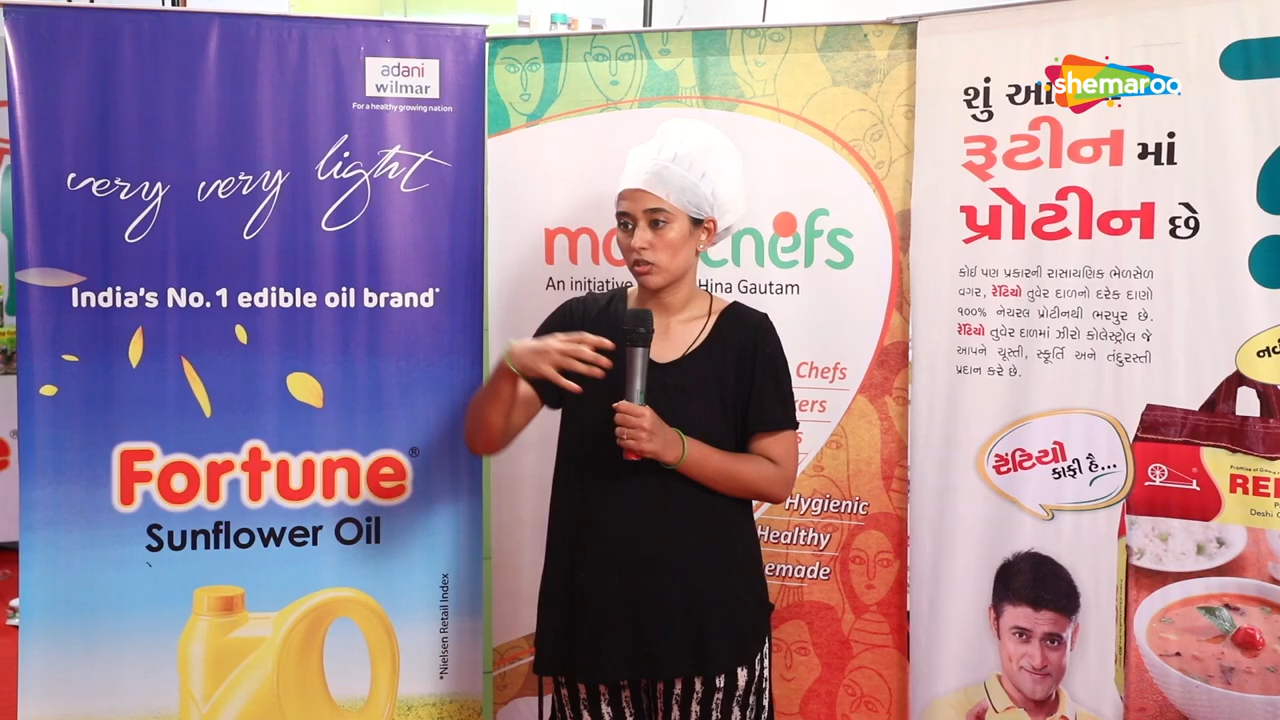 adani
wilmar
For a healthy growing nation
very very light
India's No.1 edible oil brand*
Fortune®
Sunflower Oil
*Nielsen Retail Index
chefs
An initiative
Hina Gautam
Chefs
Hygienic
Healthy
shemaroo
શું
રૂટીન માં
પ્રોટીન છે
કોઈ પણ પ્રકારની રાસાયણિક ભેળસેળ
વગર, રેંટિયો તુવેર દાળનો દરેક દાણો
૧૦૦% નેચરલ પ્રોટીનથી ભરપુર છે.
રેંટિયો તુવેર દાળમાં ઝીરો કોલેસ્ટ્રોલ જે
આપને ચૂસ્તી, સ્ફૂર્તિ અને તંદુરસ્તી
પ્રદાન કરે છે.
રેંટિયો
કાફી હૈ...
Deshi